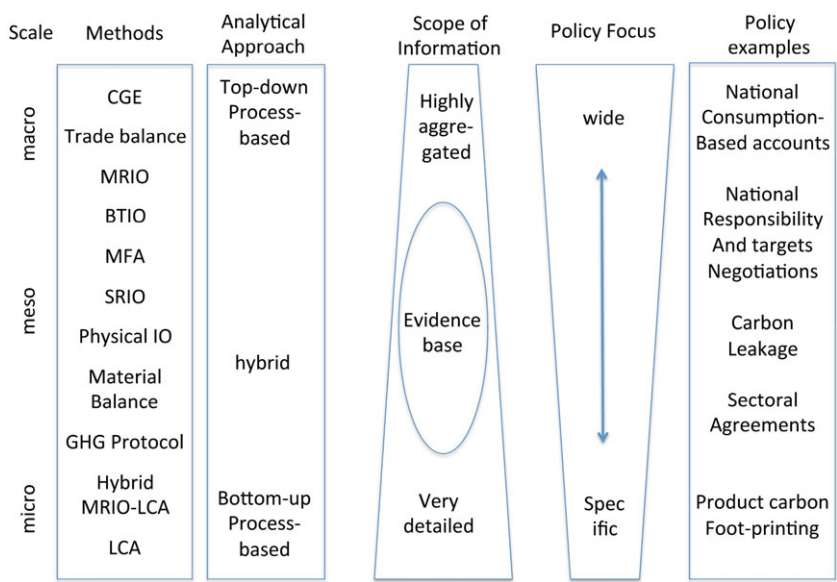 Scale
Methods
Analytical
Approach
Scope of
Information
Policy Focus
Policy
examples
macro
meso
micro
CGE
Trade balance
MRIO
BTIO
MFA
SRIO
Physical IO
Material
Balance
GHG Protocol
Hybrid
MRIO-LCA
LCA
Top-down
Process-
based
hybrid
Bottom-up
Process-
based
Highly
aggre-
gated
Evidence
base
Very
detailed
wide
Spec
ific
National
Consumption-
Based accounts
National
Responsibility
And targets
Negotiations
Carbon
Leakage
Sectoral
Agreements
Product carbon
Foot-printing